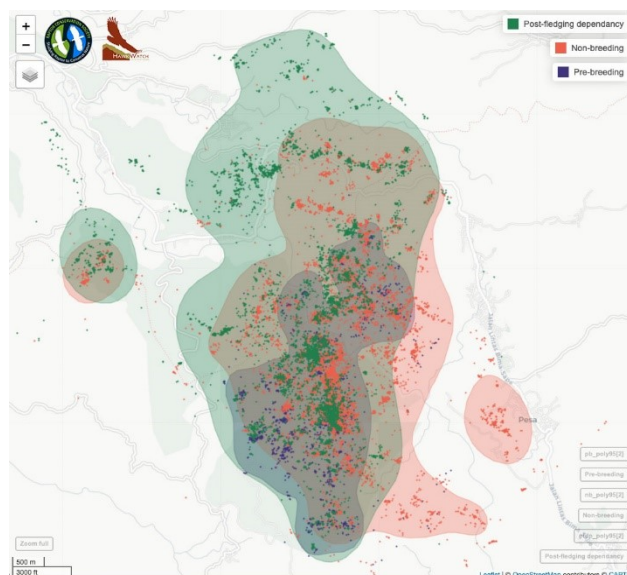 +
−
HAWKWATCH
Post-fledging dependancy
Non-breeding
Pre-breeding
Pesa
pb_poly95[2]
Pre-breeding
nb_poly95[2]
Non-breeding
Post-fledging dependancy
Zoom full
500 m
3000 ft
Leaflet | © OpenStreetMap contributors © CART